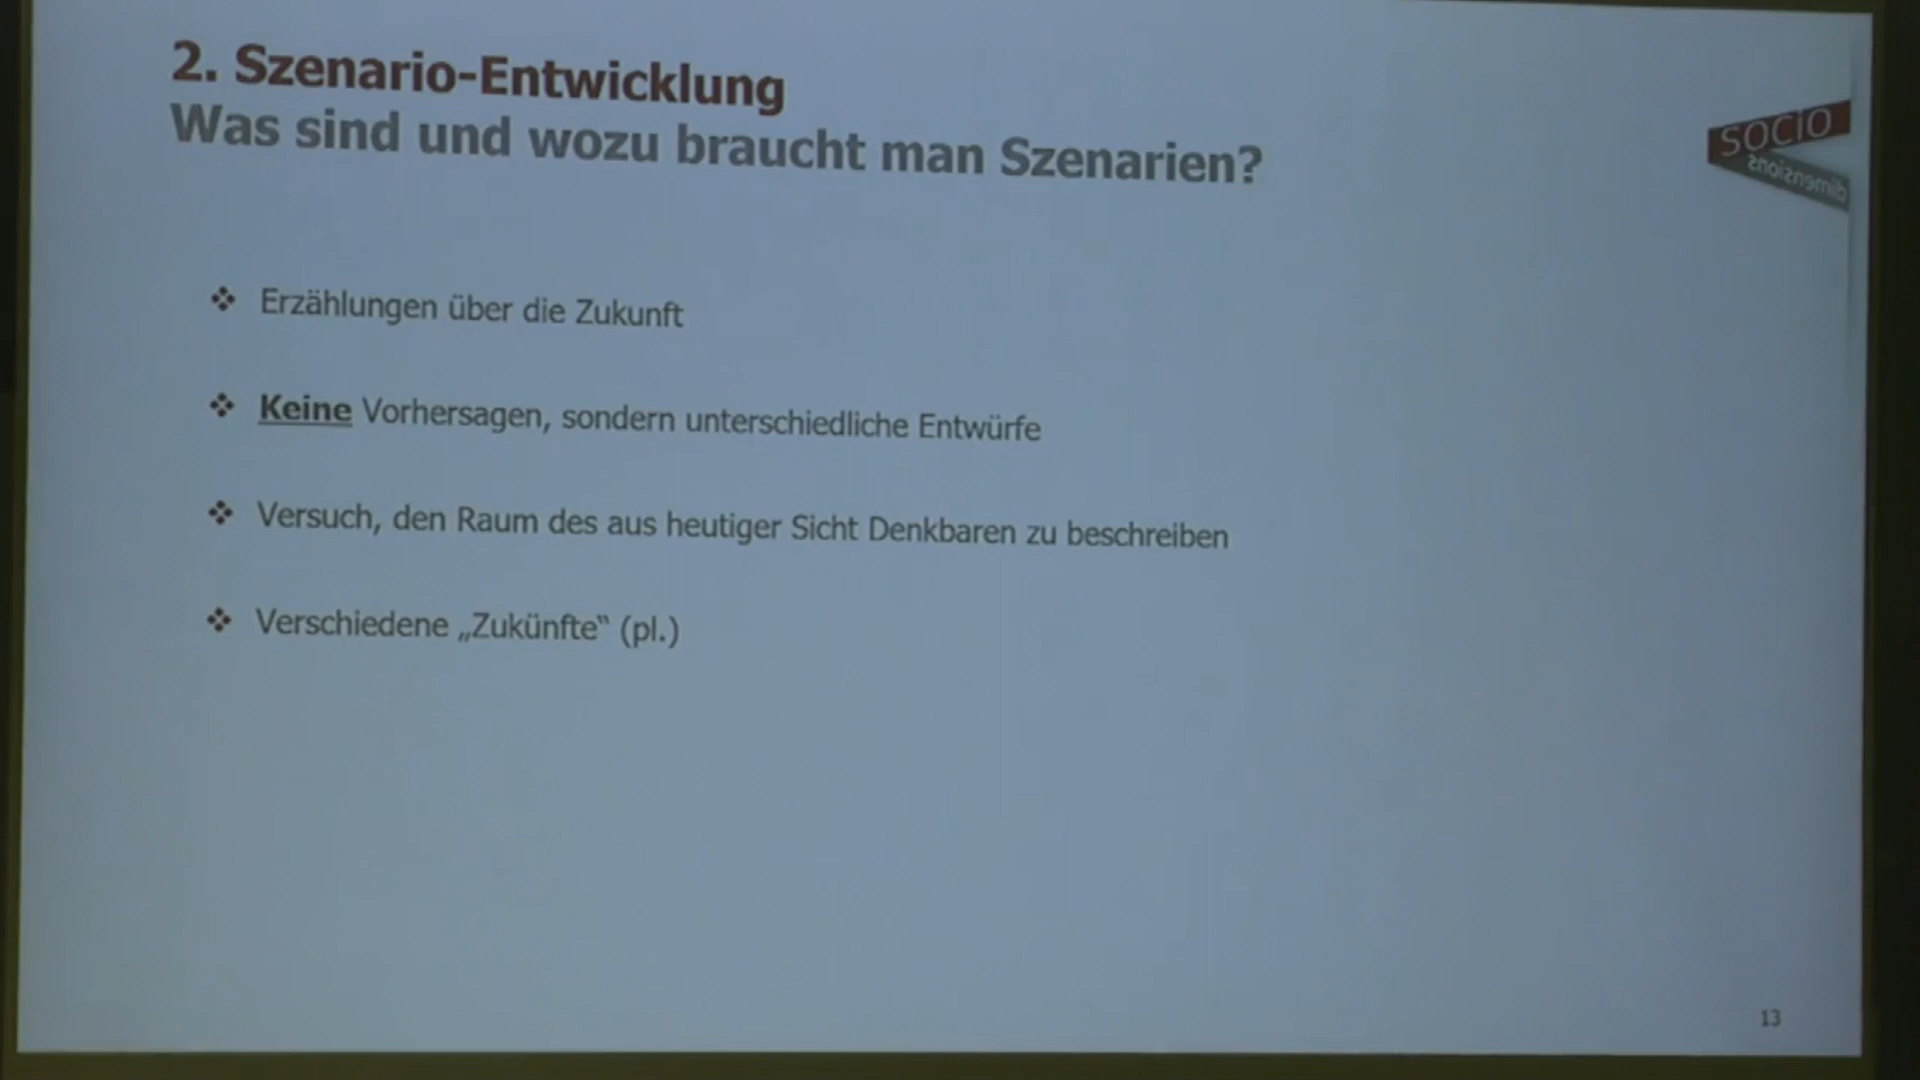 2. Szenario-Entwicklung
Was sind und wozu braucht man Szenarien?
SOCiO
dimensions
Erzählungen über die Zukunft
Keine Vorhersagen, sondern unterschiedliche Entwürfe
Versuch, den Raum des aus heutiger Sicht Denkbaren zu beschreiben
Verschiedene „Zukünfte“ (pl.)
13